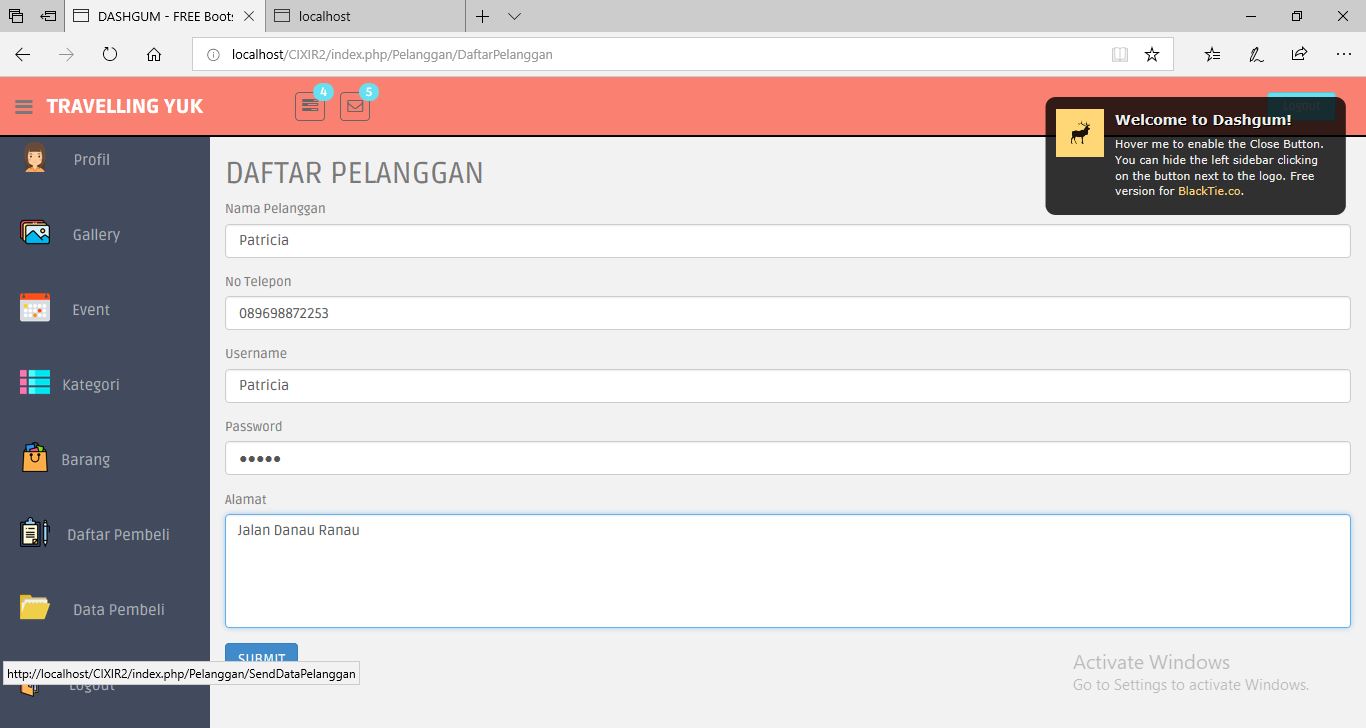 DASHGUM - FREE Boots
localhost
localhost/CIXIR2/index.php/Pelanggan/DaftarPelanggan
TRAVELLING YUK
4
5
Logout
Welcome to Dashgum!
Hover me to enable the Close Button.
You can hide the left sidebar clicking
on the button next to the logo. Free
version for BlackTie.co.
Profil
Gallery
Event
Kategori
Barang
Daftar Pembeli
Data Pembeli
Logout
DAFTAR PELANGGAN
Nama Pelanggan
Patricia
No Telepon
089698872253
Username
Patricia
Password
●●●●●
Alamat
Jalan Danau Ranau
SUBMIT
http://localhost/CIXIR2/index.php/Pelanggan/SendDataPelanggan
Activate Windows
Go to Settings to activate Windows.